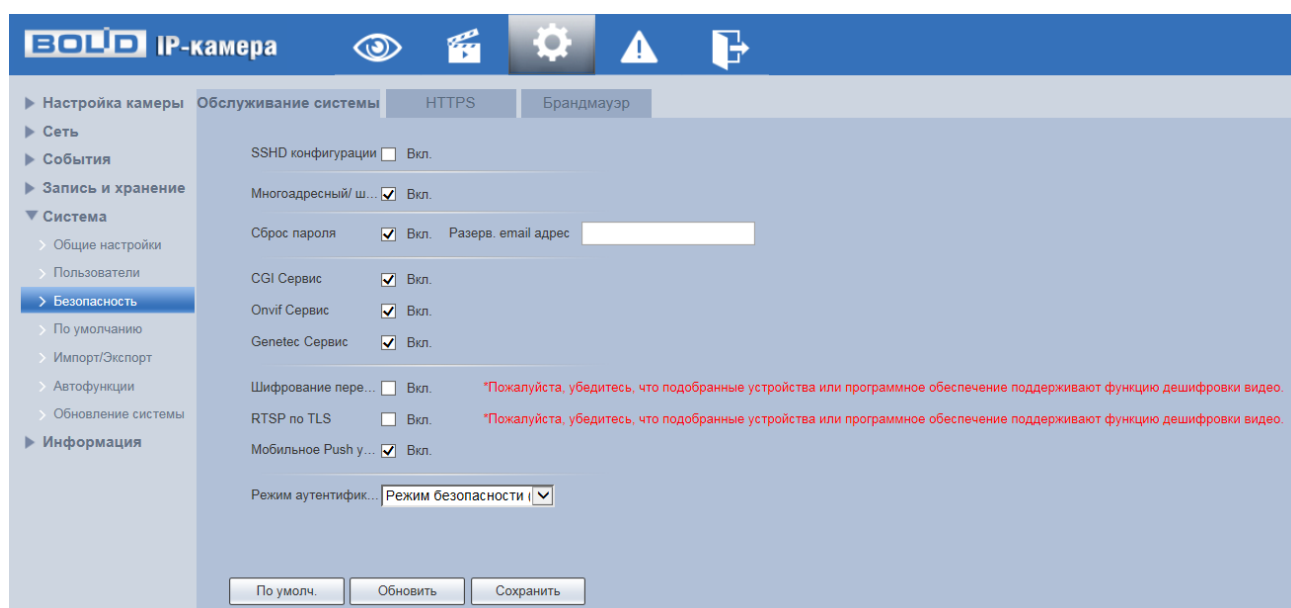 BOLID IP-камера
Настройка камеры
Сеть
События
Запись и хранение
Система
Общие настройки
Пользователи
Безопасность
По умолчанию
Импорт/Экспорт
Автофункции
Обновление системы
Информация
Обслуживание системы HTTPS Брандмауэр
SSHD конфигурации Вкл.
Многоадресный/ ш... Вкл.
Сброс пароля Вкл. Разерв. email адрес
CGI Сервис Вкл.
Onvif Сервис Вкл.
Genetec Сервис Вкл.
Шифрование пере... Вкл. *Пожалуйста, убедитесь, что подобранные устройства или программное обеспечение поддерживают функцию дешифровки видео.
RTSP по TLS Вкл. *Пожалуйста, убедитесь, что подобранные устройства или программное обеспечение поддерживают функцию дешифровки видео.
Мобильное Push у... Вкл.
Режим аутентифик... Режим безопасности (
По умолч. Обновить Сохранить